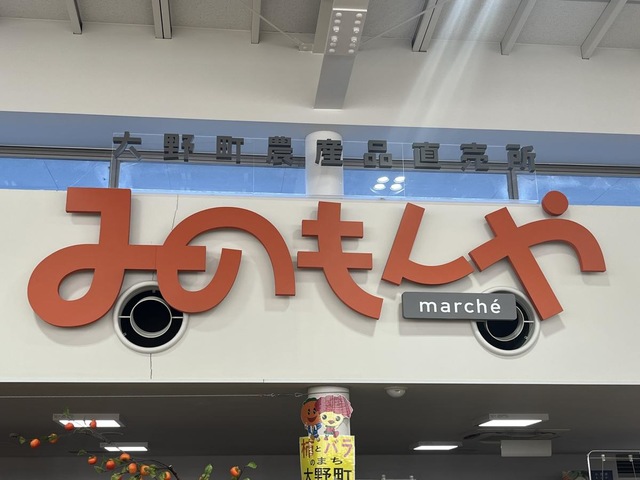 大野町農産品直売所
みのもんや
marché
柿とバラ
のまち
大野町